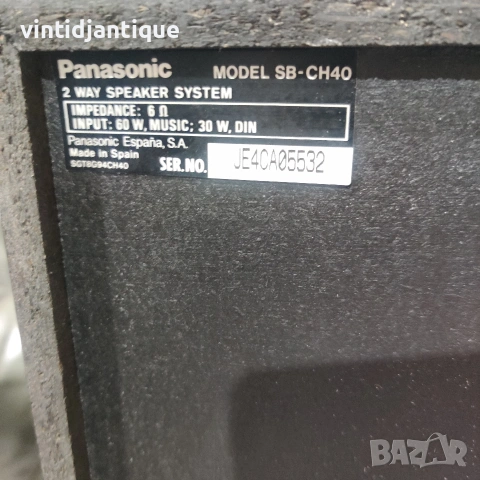 vintidjantique
Panasonic MODEL SB-CH40
2 WAY SPEAKER SYSTEM
IMPEDANCE: 6 Ω
INPUT: 60 W, MUSIC; 30 W, DIN
Panasonic España, S.A.
Made in Spain
SGT8G94CH40
SER.NO. JE4CA05532
BAZAR